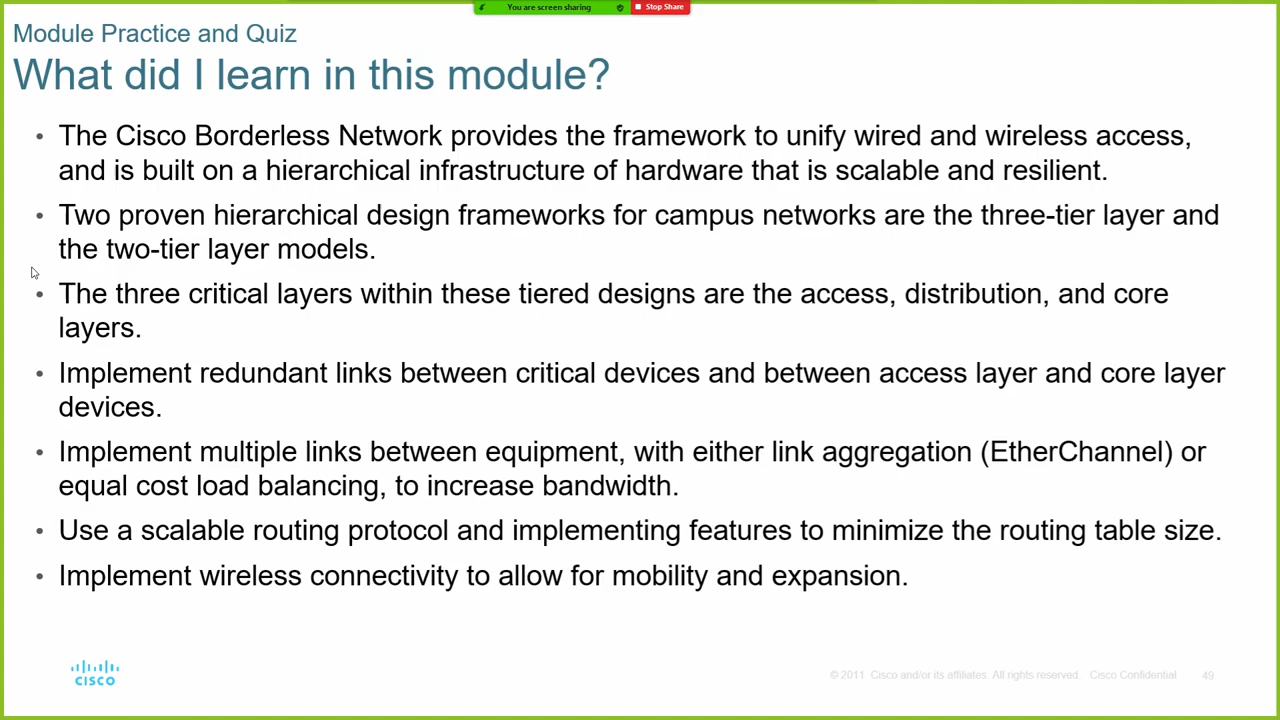 You are screen sharing
Stop Share
Module Practice and Quiz
What did I learn in this module?
• The Cisco Borderless Network provides the framework to unify wired and wireless access,
and is built on a hierarchical infrastructure of hardware that is scalable and resilient.
• Two proven hierarchical design frameworks for campus networks are the three-tier layer and
the two-tier layer models.
• The three critical layers within these tiered designs are the access, distribution, and core
layers.
• Implement redundant links between critical devices and between access layer and core layer
devices.
• Implement multiple links between equipment, with either link aggregation (EtherChannel) or
equal cost load balancing, to increase bandwidth.
• Use a scalable routing protocol and implementing features to minimize the routing table size.
• Implement wireless connectivity to allow for mobility and expansion.
CISCO
© 2011 Cisco and/or its affiliates. All rights reserved. Cisco Confidential 49